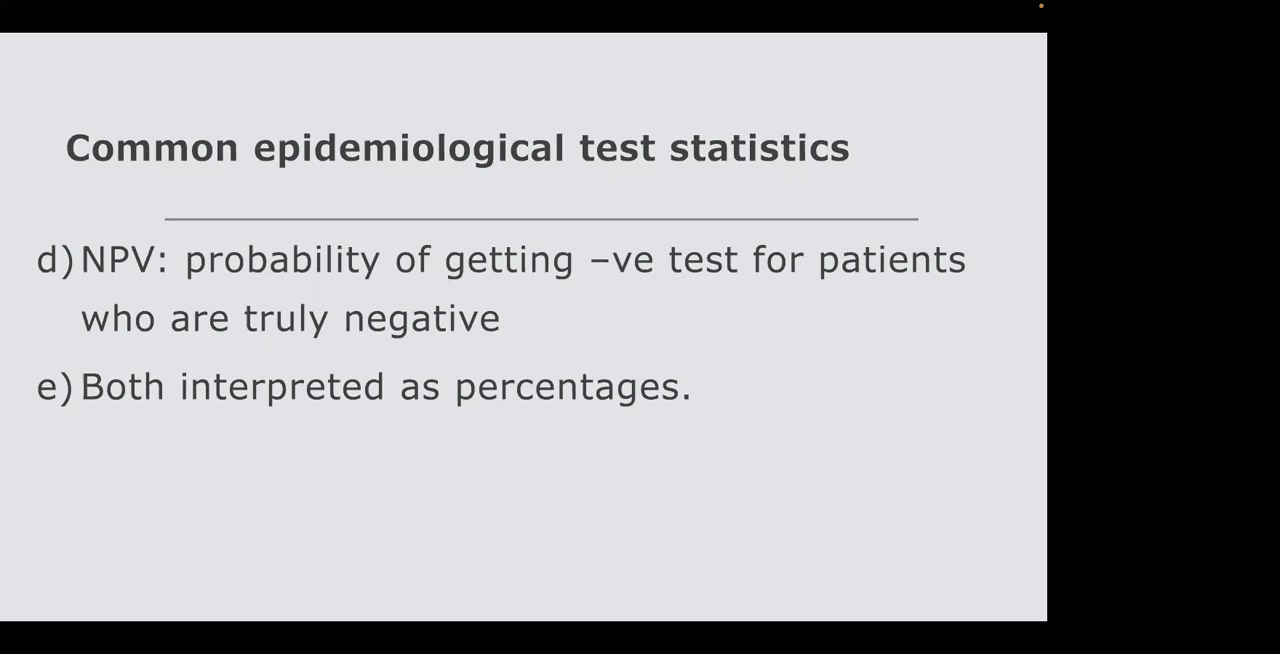 Common epidemiological test statistics
d) NPV: probability of getting –ve test for patients
who are truly negative
e) Both interpreted as percentages.